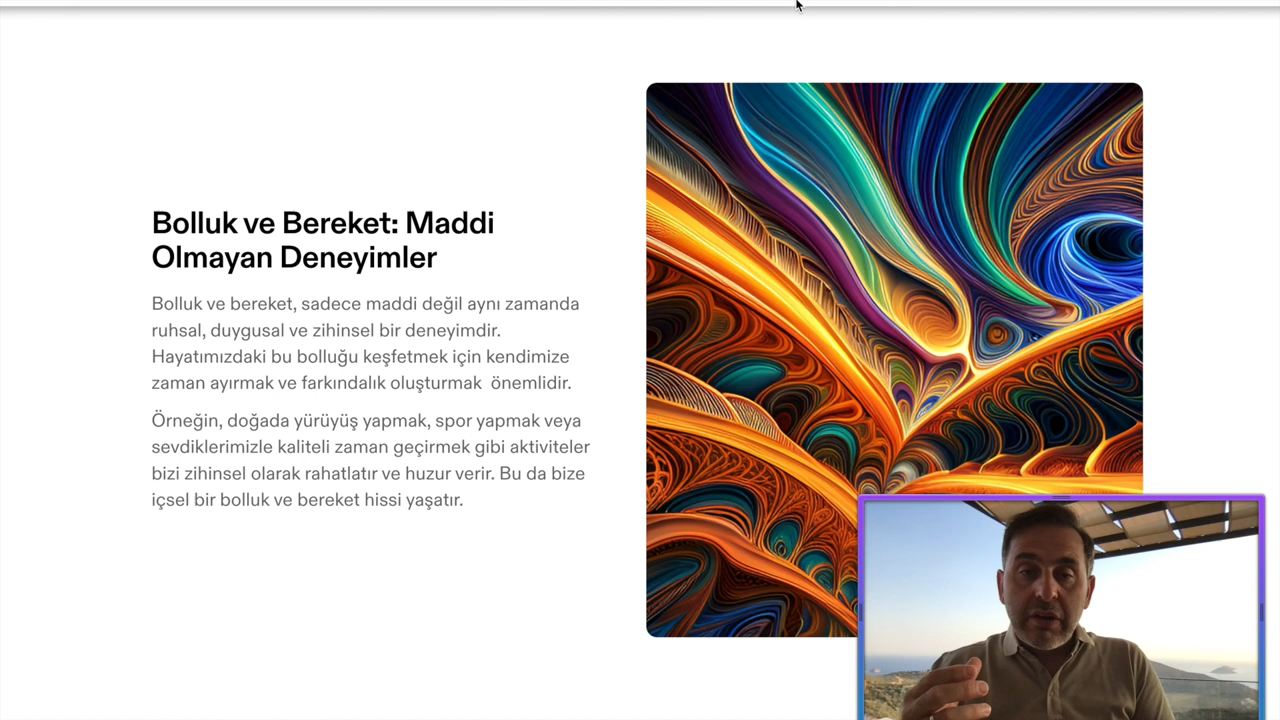 Bolluk ve Bereket: Maddi
Olmayan Deneyimler
Bolluk ve bereket, sadece maddi değil aynı zamanda
ruhsal, duygusal ve zihinsel bir deneyimdir.
Hayatımızdaki bu bolluğu keşfetmek için kendimize
zaman ayırmak ve farkındalık oluşturmak  önemlidir.
Örneğin, doğada yürüyüş yapmak, spor yapmak veya
sevdiklerimizle kaliteli zaman geçirmek gibi aktiviteler
bizi zihinsel olarak rahatlatır ve huzur verir. Bu da bize
içsel bir bolluk ve bereket hissi yaşatır.